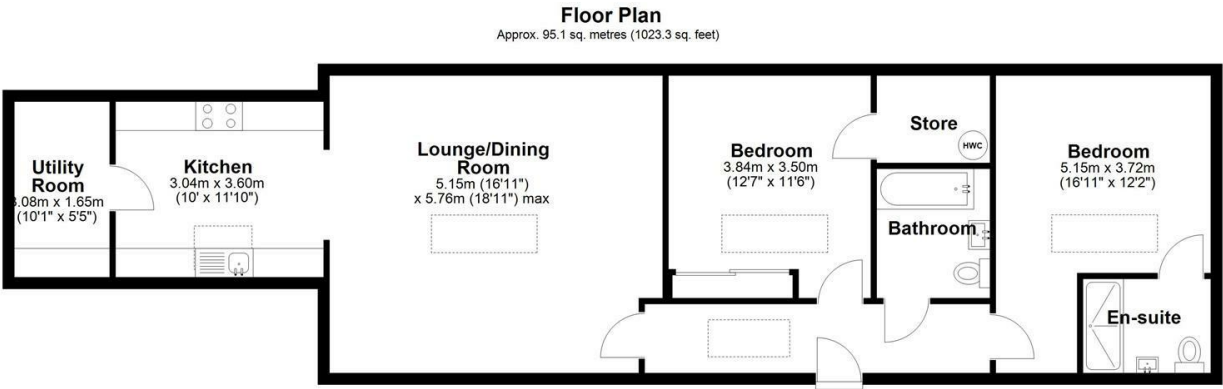 Floor Plan
Approx. 95.1 sq. metres (1023.3 sq. feet)
Utility
Room
.08m x 1.65m
(10'1" x 5'5")
Kitchen
3.04m x 3.60m
(10' x 11'10")
Lounge/Dining
Room
5.15m (16'11")
x 5.76m (18'11") max
Bedroom
3.84m x 3.50m
(12'7" x 11'6")
Store
HWC
Bathroom
Bedroom
5.15m x 3.72m
(16'11" x 12'2")
En-suite